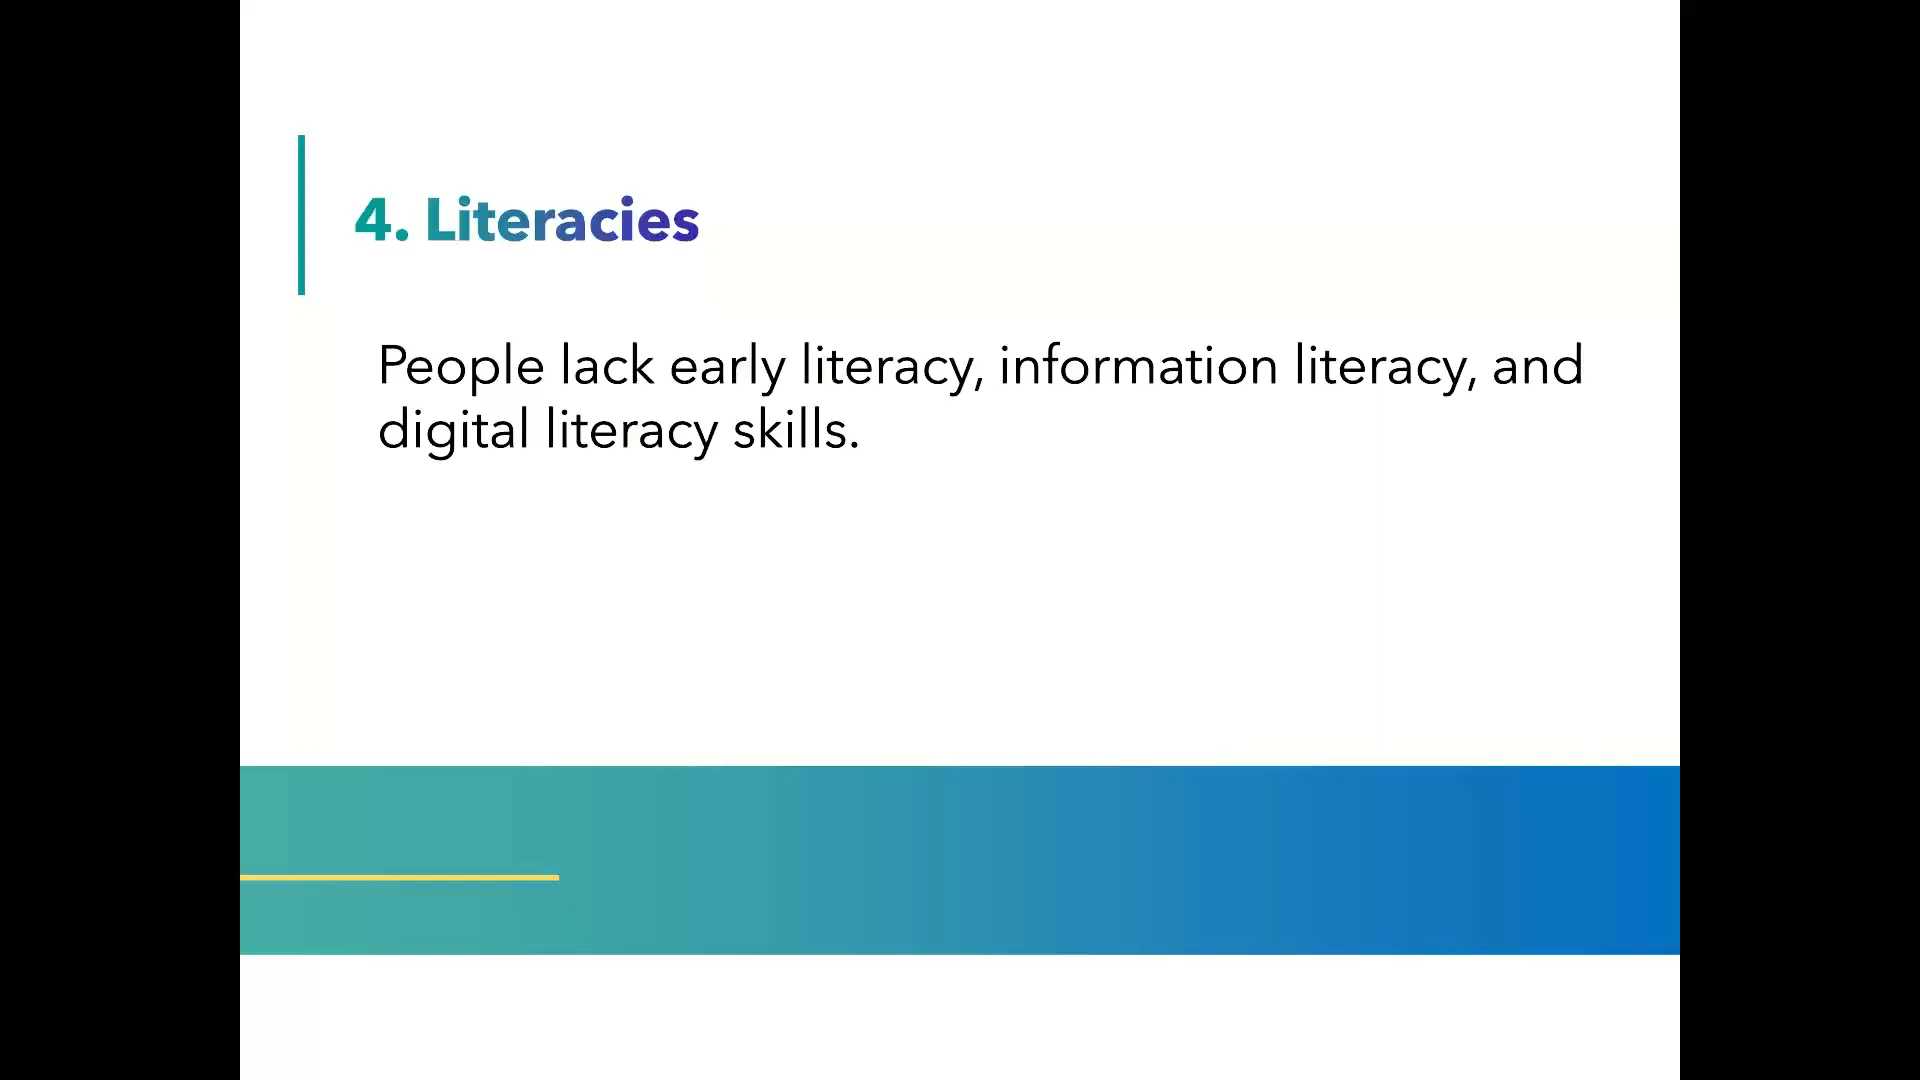 4. Literacies
People lack early literacy, information literacy, and
digital literacy skills.